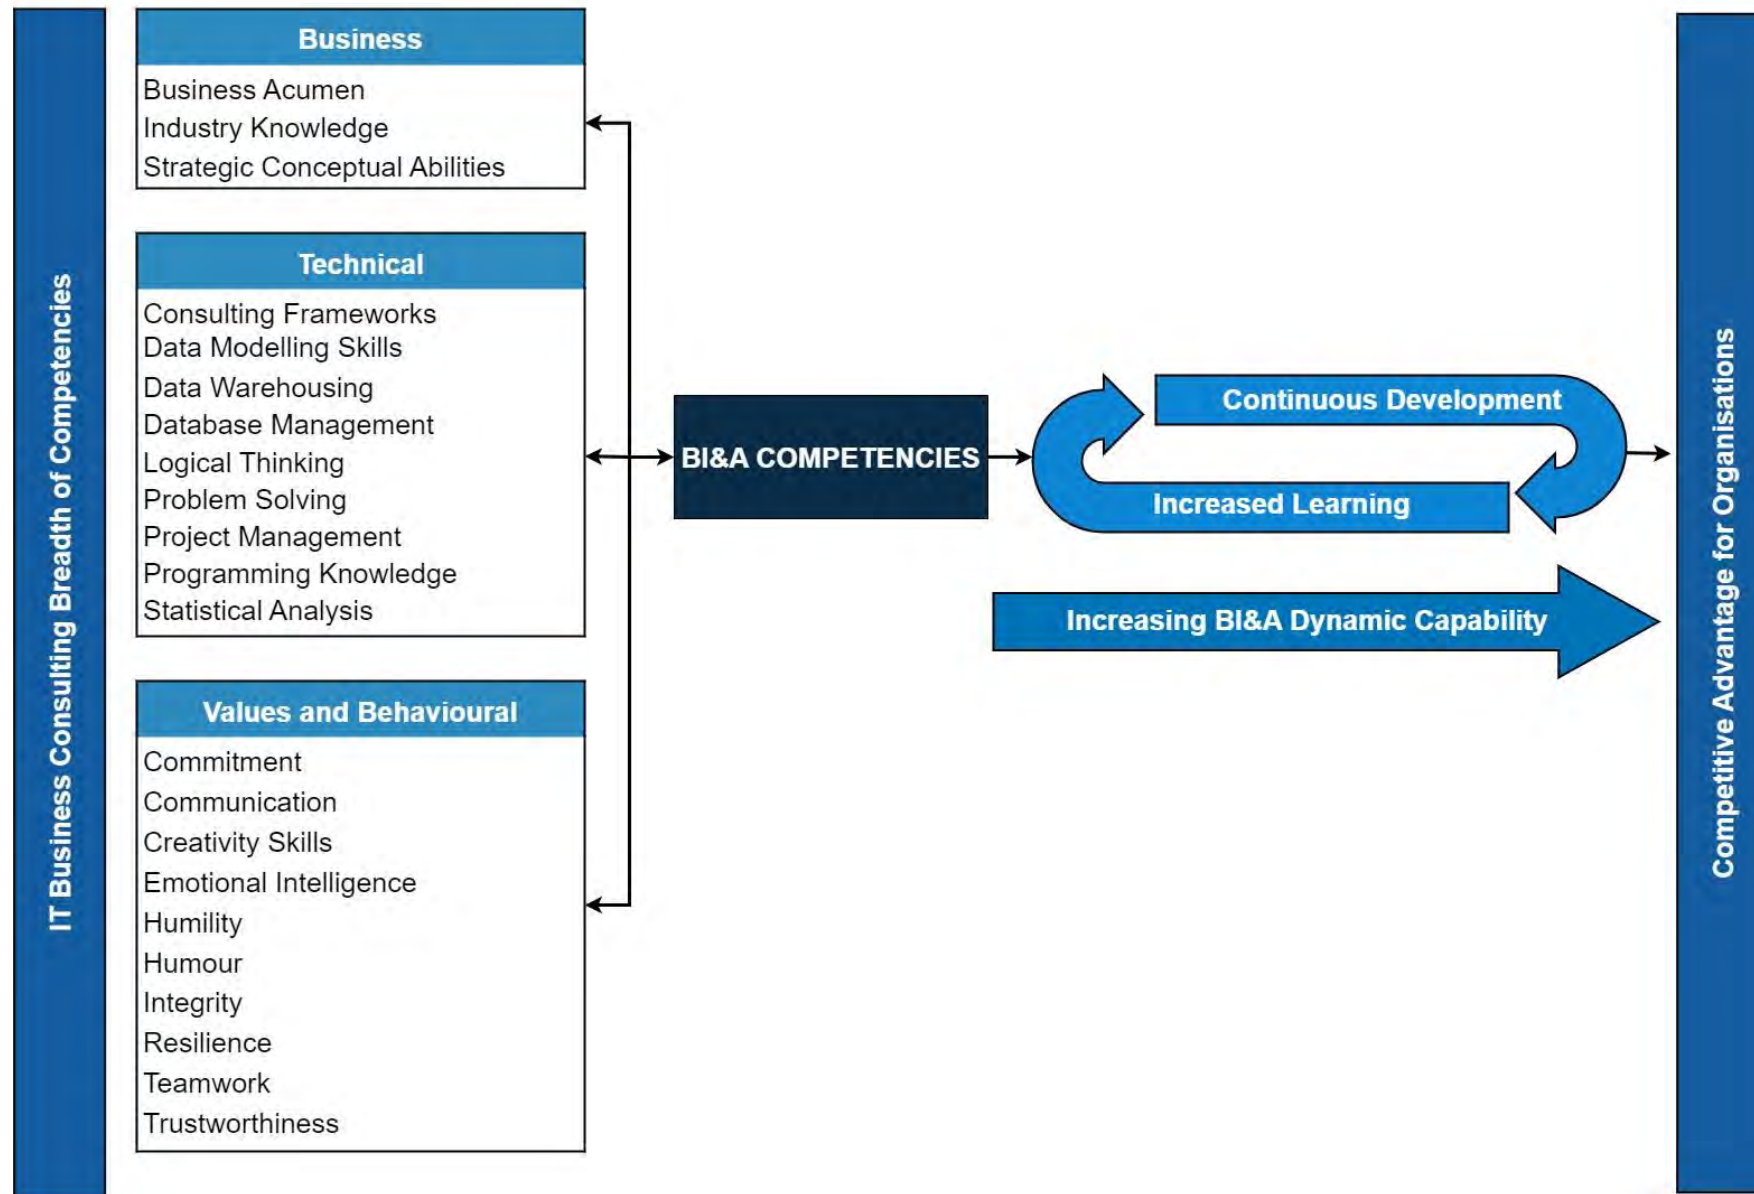 IT Business Consulting Breadth of Competencies
Business
Business Acumen
Industry Knowledge
Strategic Conceptual Abilities
Technical
Consulting Frameworks
Data Modelling Skills
Data Warehousing
Database Management
Logical Thinking
Problem Solving
Project Management
Programming Knowledge
Statistical Analysis
Values and Behavioural
Commitment
Communication
Creativity Skills
Emotional Intelligence
Humility
Humour
Integrity
Resilience
Teamwork
Trustworthiness
BI&A COMPETENCIES
Continuous Development
Increased Learning
Increasing BI&A Dynamic Capability
Competitive Advantage for Organisations